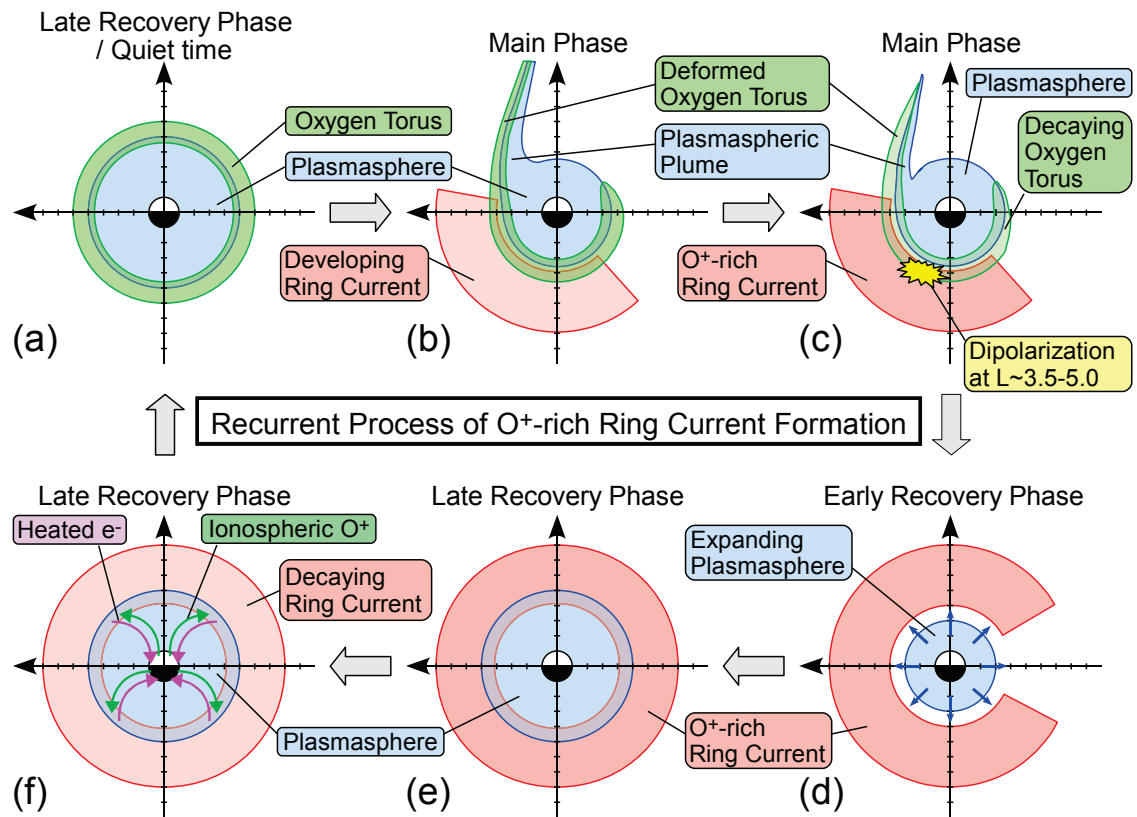 Late Recovery Phase
/ Quiet time
Oxygen Torus
Plasmasphere
(a)
Main Phase
Deformed
Oxygen Torus
Plasmaspheric
Plume
Developing
Ring Current
(b)
Main Phase
Plasmasphere
Decaying
Oxygen
Torus
O⁺-rich
Ring Current
Dipolarization
at L~3.5-5.0
(c)
Recurrent Process of O⁺-rich Ring Current Formation
Late Recovery Phase
Heated e⁻
Ionospheric O⁺
Decaying
Ring Current
Plasmasphere
(f)
Late Recovery Phase
(e)
Early Recovery Phase
Expanding
Plasmasphere
O⁺-rich
Ring Current
(d)